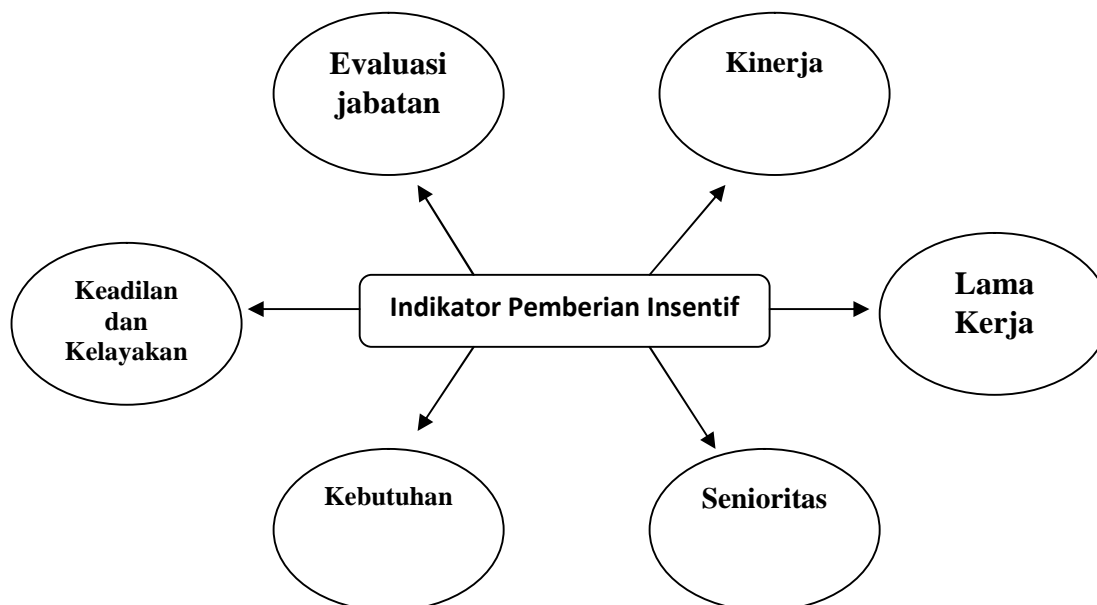 Evaluasi
jabatan
Kinerja
Keadilan
dan
Kelayakan
Indikator Pemberian Insentif
Lama
Kerja
Kebutuhan
Senioritas